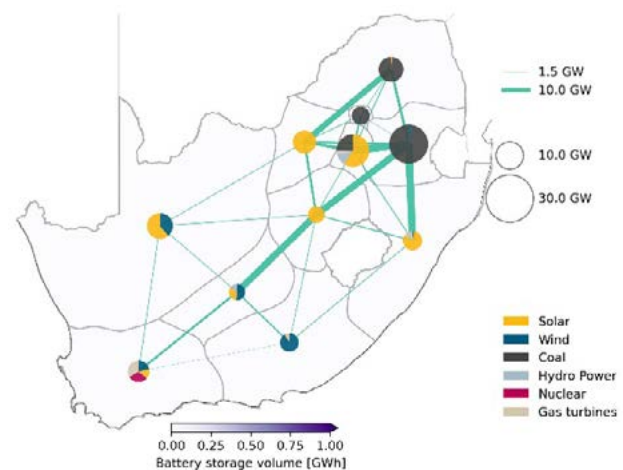 1.5 GW
10.0 GW
10.0 GW
30.0 GW
Solar
Wind
Coal
Hydro Power
Nuclear
Gas turbines
0.00 0.25 0.50 0.75 1.00
Battery storage volume [GWh]